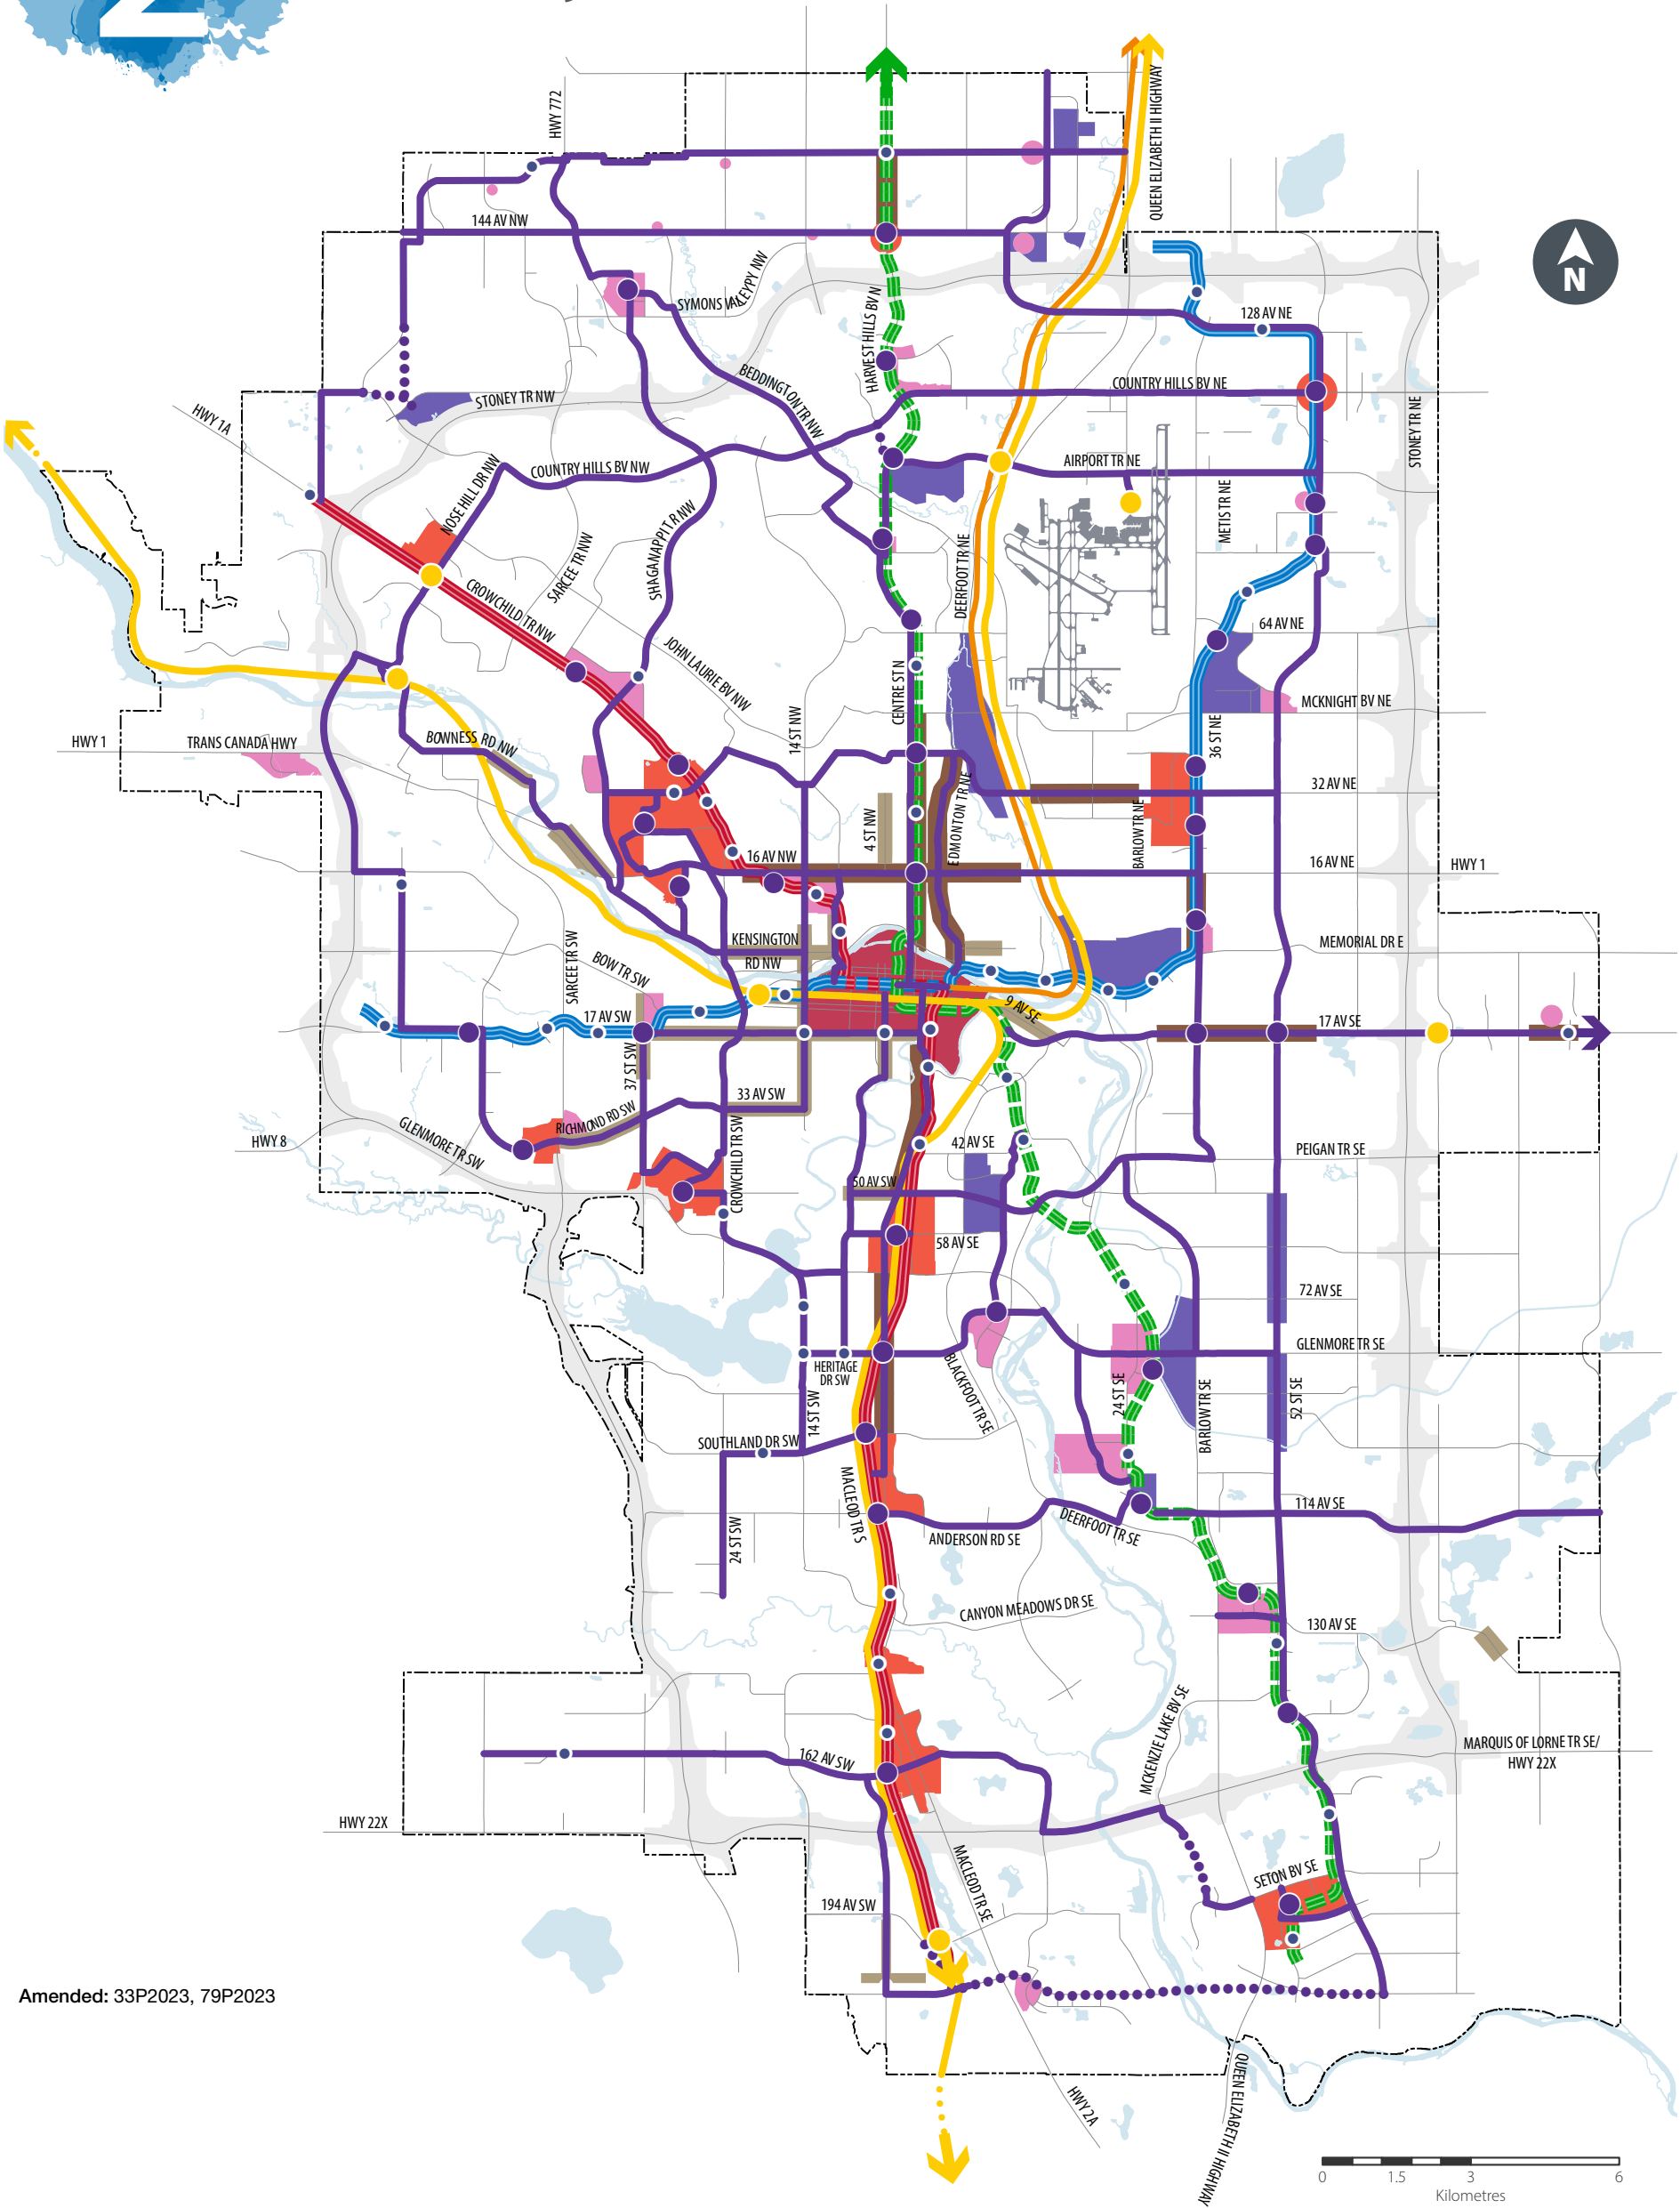 2
HWY 772
QUEEN ELIZABETH II HIGHWAY
144 AV NW
SYMONS VALLEY PY NW
HARVEST HILLS BV N
128 AV NE
N
BEDDINGTON TR NW
COUNTRY HILLS BV NE
STONEY TR NW
HWY 1A
STONEY TR NE
NOSE HILL DR NW
COUNTRY HILLS BV NW
AIRPORT TR NE
METIS TR NE
SHAGANAPPI TR NW
SARCEE TR NW
DEERFOOT TR NE
CROWCHILD TR NW
64 AV NE
JOHN LAURIE BV NW
CENTRE ST N
MCKNIGHT BV NE
HWY 1
TRANS CANADA HWY
BOWNESS RD NW
14 ST NW
36 ST NE
32 AV NE
EDMONTON TR NE
4 ST NW
BARLOW TR NE
16 AV NW
16 AV NE
HWY 1
KENSINGTON
RD NW
MEMORIAL DR E
SARCEE TR SW
BOW TR SW
9 AV SE
17 AV SW
17 AV SE
37 ST SW
33 AV SW
RICHMOND RD SW
HWY 8
GLENMORE TR SW
CROWCHILD TR SW
42 AV SE
PEIGAN TR SE
50 AV SW
58 AV SE
72 AV SE
GLENMORE TR SE
HERITAGE
DR SW
BLACKFOOT TR SE
24 ST SE
BARLOW TR SE
52 ST SE
14 ST SW
SOUTHLAND DR SW
MACLEOD TR S
24 ST SW
ANDERSON RD SE
DEERFOOT TR SE
114 AV SE
CANYON MEADOWS DR SE
130 AV SE
MCKENZIE LAKE BV SE
162 AV SW
MARQUIS OF LORNE TR SE/
HWY 22X
HWY 22X
MACLEOD TR SE
SETON BV SE
194 AV SW
Amended: 33P2023, 79P2023
HWY 2A
QUEEN ELIZABETH II HIGHWAY
0 1.5 3 6
Kilometres